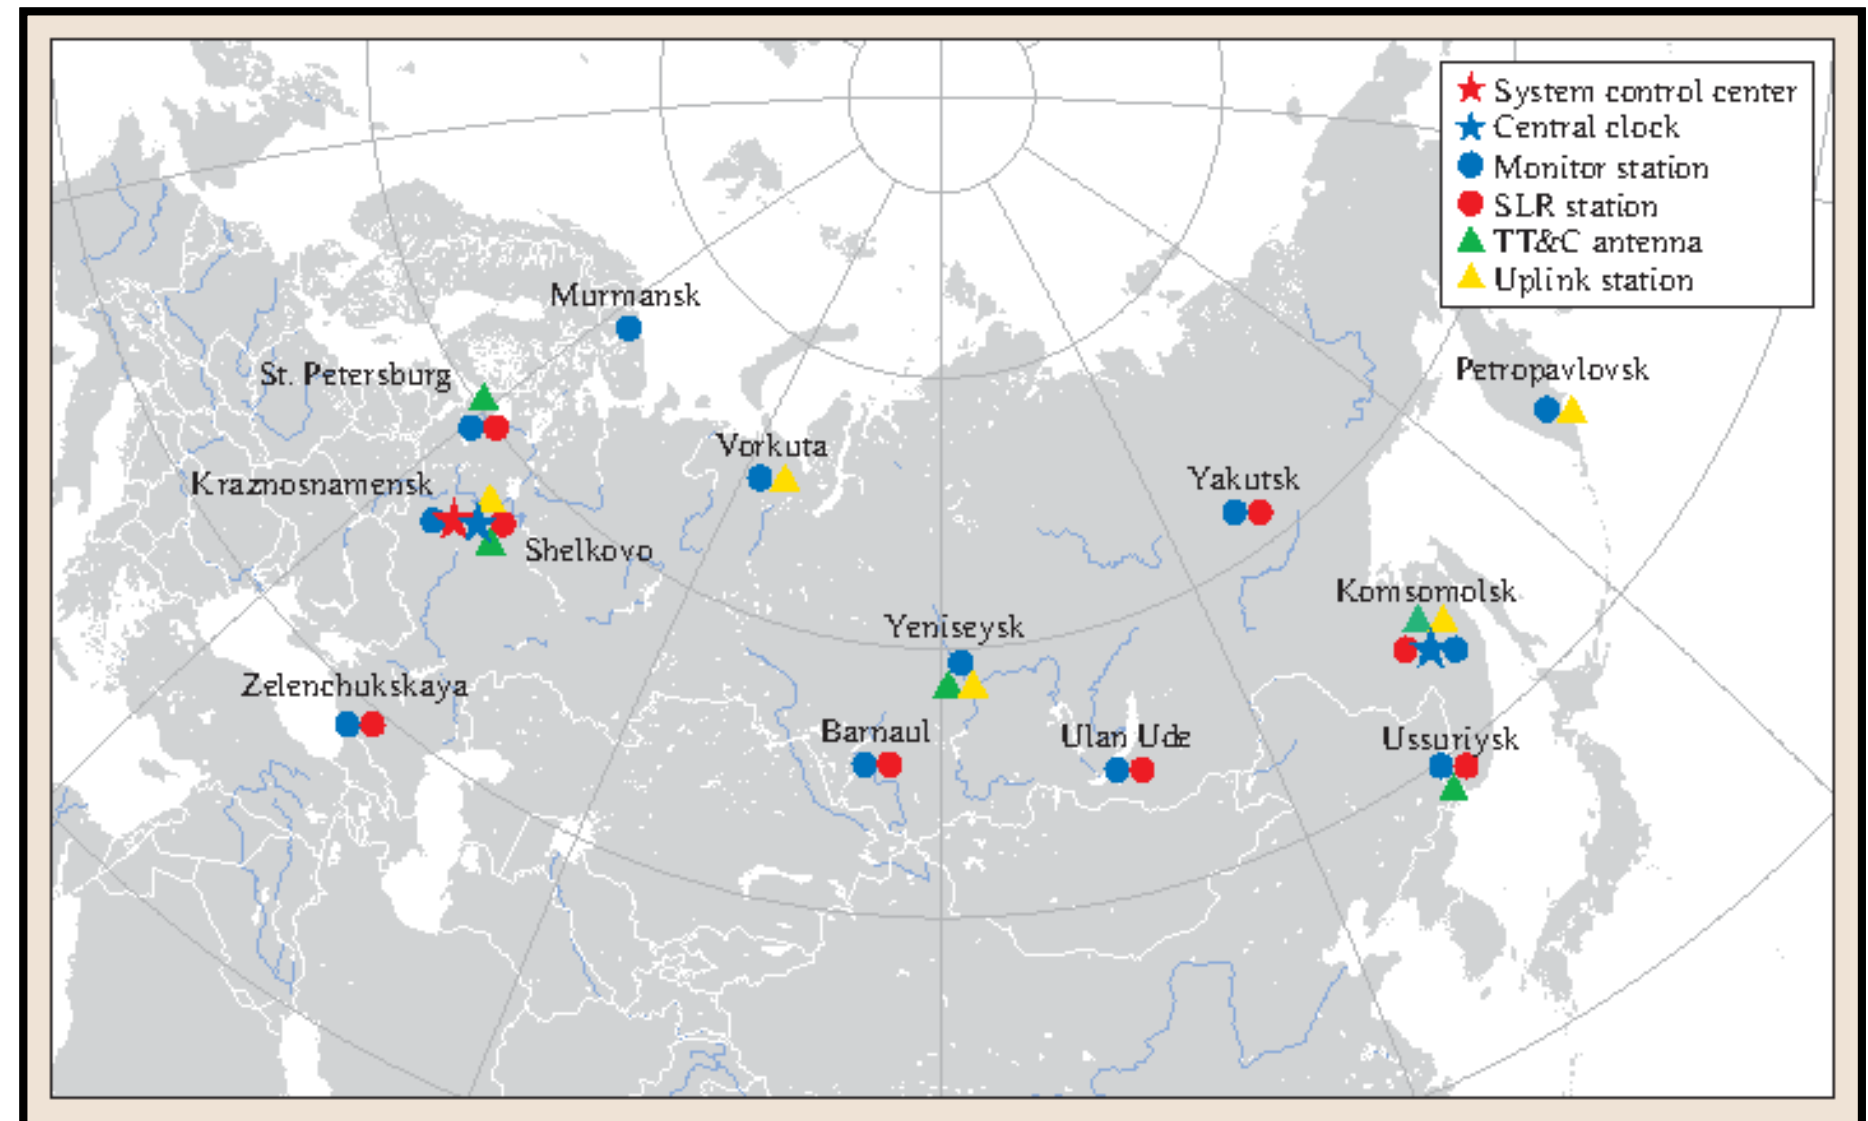 System control center
Central clock
Monitor station
SLR station
TT&C antenna
Uplink station
Murmansk
St. Petersburg
Petropavlovsk
Vorkuta
Kraznosnamensk
Yakutsk
Shelkovo
Komsomolsk
Yeniseysk
Zelenchukskaya
Barnaul
Ulan Ude
Ussuriysk